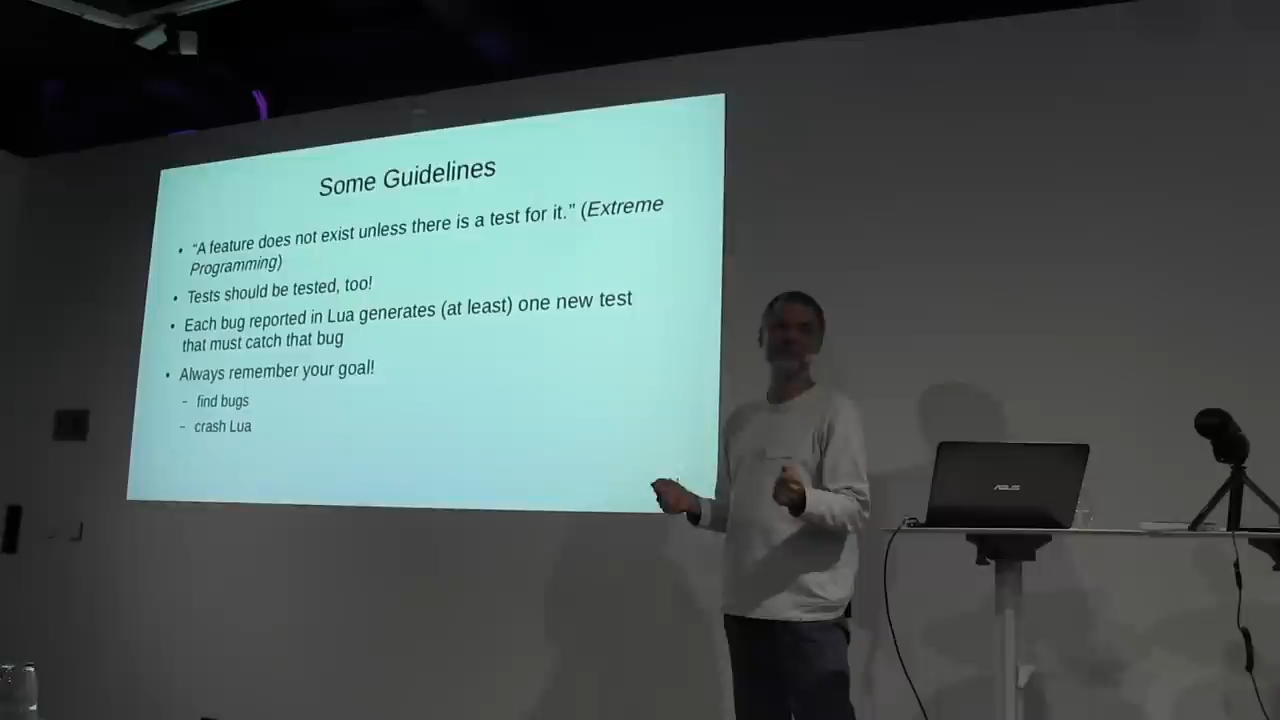 Some Guidelines
• “A feature does not exist unless there is a test for it.” (Extreme
Programming)
• Tests should be tested, too!
• Each bug reported in Lua generates (at least) one new test
that must catch that bug
• Always remember your goal!
– find bugs
– crash Lua
ASUS